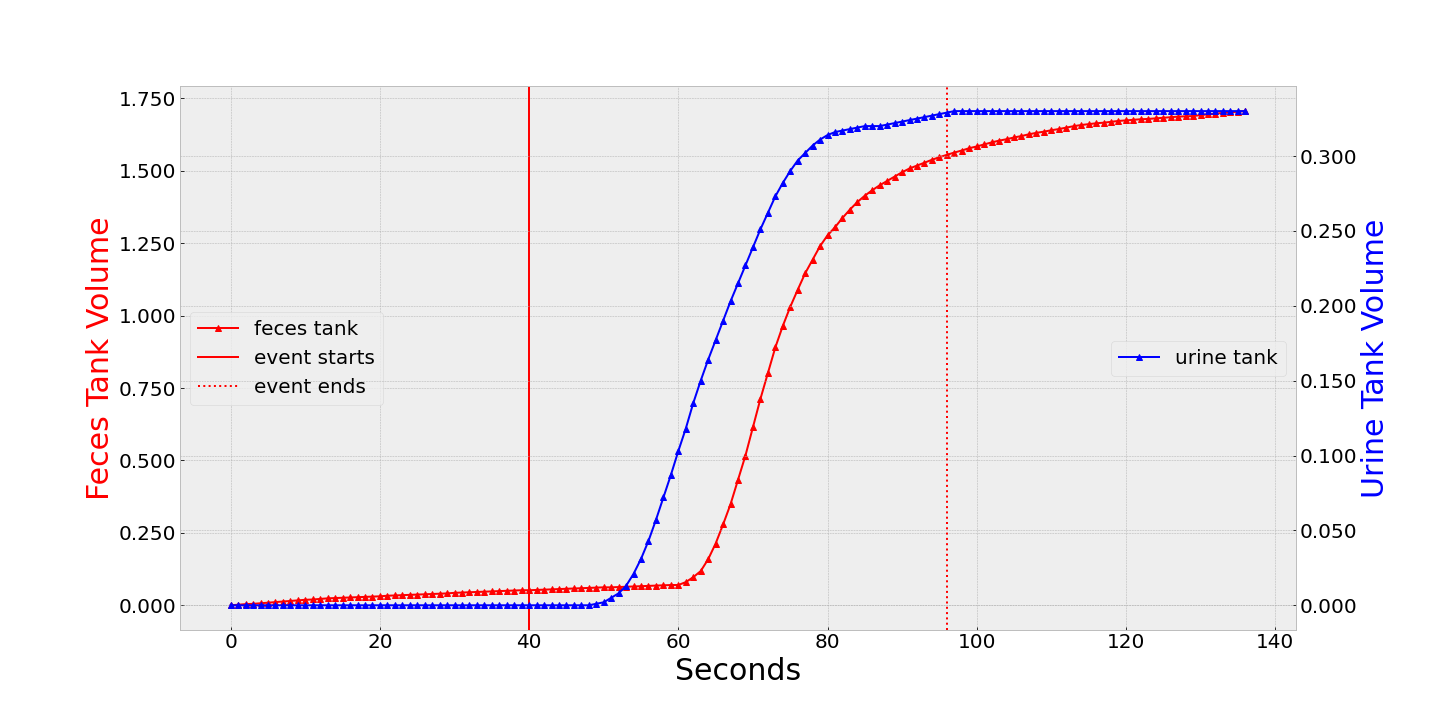 1.750
1.500
1.250
1.000
0.750
0.500
0.250
0.000
Feces Tank Volume
feces tank
event starts
event ends
urine tank
0.300
0.250
0.200
0.150
0.100
0.050
0.000
Urine Tank Volume
0 20 40 60 80 100 120 140
Seconds